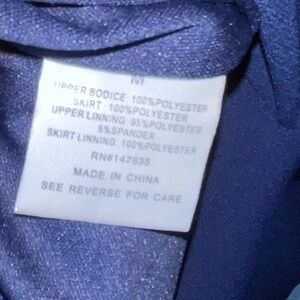 M
UPPER BODICE: 100%POLYESTER
SKIRT: 100%POLYESTER
UPPER LINNING: 95%POLYESTER
5%SPANDEX
SKIRT LINNING: 100%POLYESTER
RN#147635
MADE IN CHINA
SEE REVERSE FOR CARE